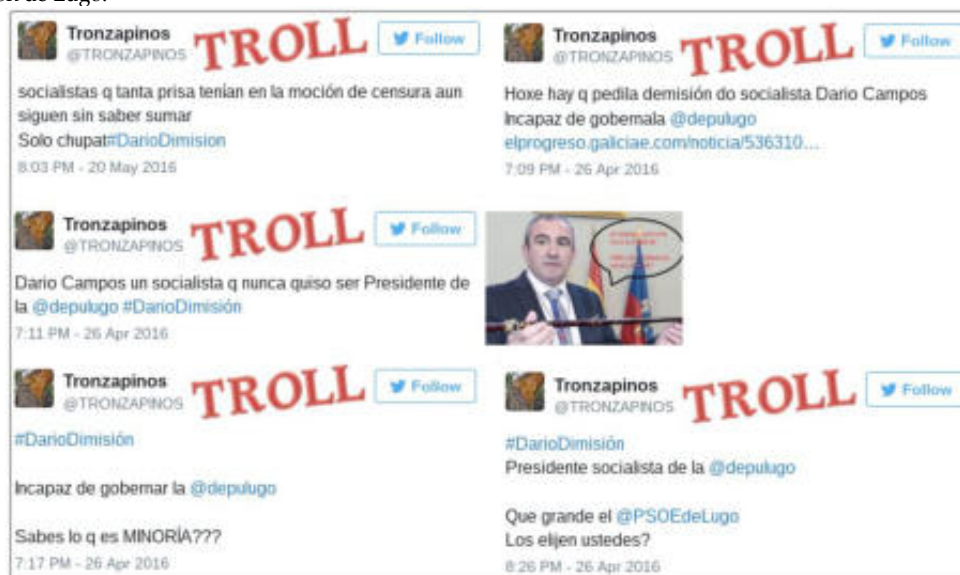 ón de Lugo.
Tronzapinos
@TRONZAPINOS
TROLL
Follow
socialistas q tanta prisa tenían en la moción de censura aun
siguen sin saber sumar
Solo chupat#DarioDimision
8:03 PM - 20 May 2016
Tronzapinos
@TRONZAPINOS
TROLL
Follow
Hoxe hay q pedila demisión do socialista Dario Campos
Incapaz de gobernala @depulugo
elprogreso.galiciae.com/noticia/536310...
7:09 PM - 26 Apr 2016
Tronzapinos
@TRONZAPINOS
TROLL
Follow
Dario Campos un socialista q nunca quiso ser Presidente de
la @depulugo #DarioDimisión
7:11 PM - 26 Apr 2016
Tronzapinos
@TRONZAPINOS
TROLL
Follow
#DarioDimisión
Incapaz de gobernar la @depulugo
Sabes lo q es MINORÍA???
7:17 PM - 26 Apr 2016
Tronzapinos
@TRONZAPINOS
TROLL
Follow
#DarioDimisión
Presidente socialista de la @depulugo
Que grande el @PSOEdeLugo
Los elijen ustedes?
8:26 PM - 26 Apr 2016